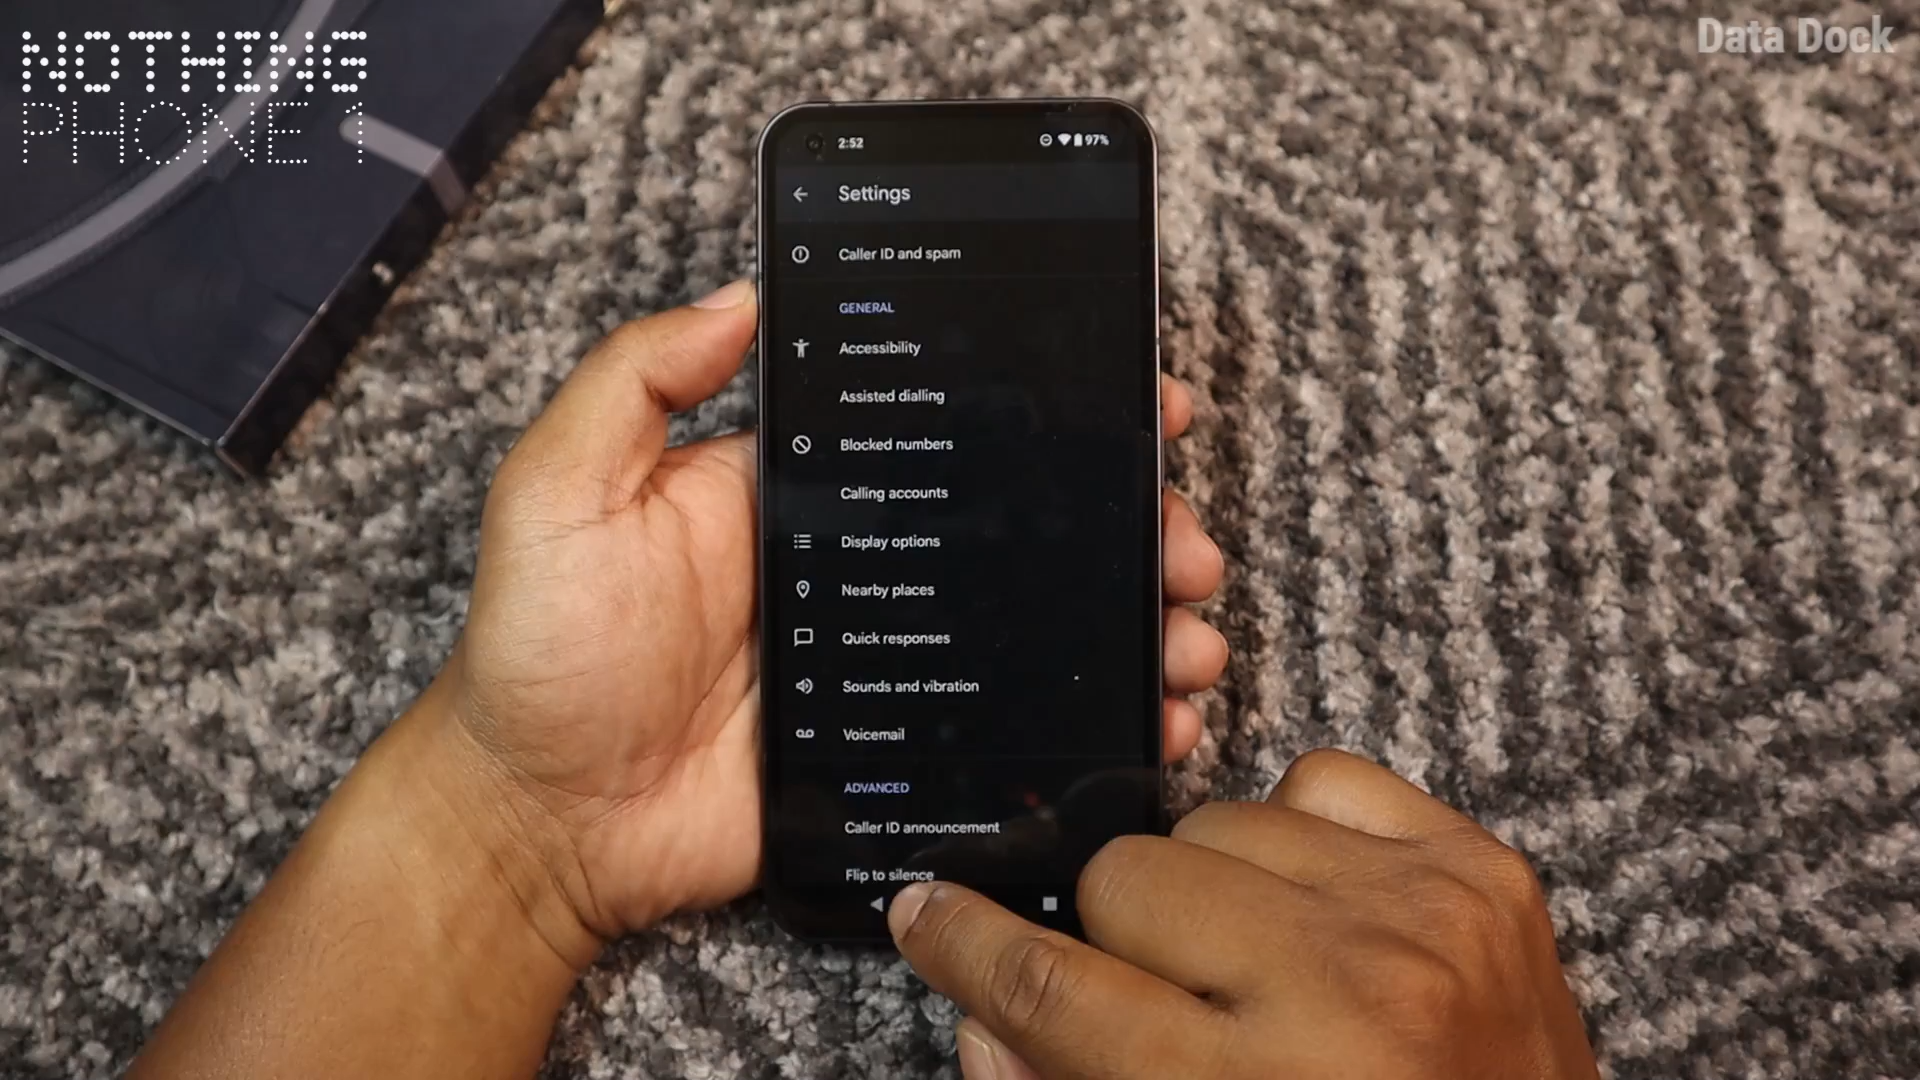 NOTHING
PHONE 1
Data Dock
2:52
97%
Settings
Caller ID and spam
GENERAL
Accessibility
Assisted dialling
Blocked numbers
Calling accounts
Display options
Nearby places
Quick responses
Sounds and vibration
Voicemail
ADVANCED
Caller ID announcement
Flip to silence